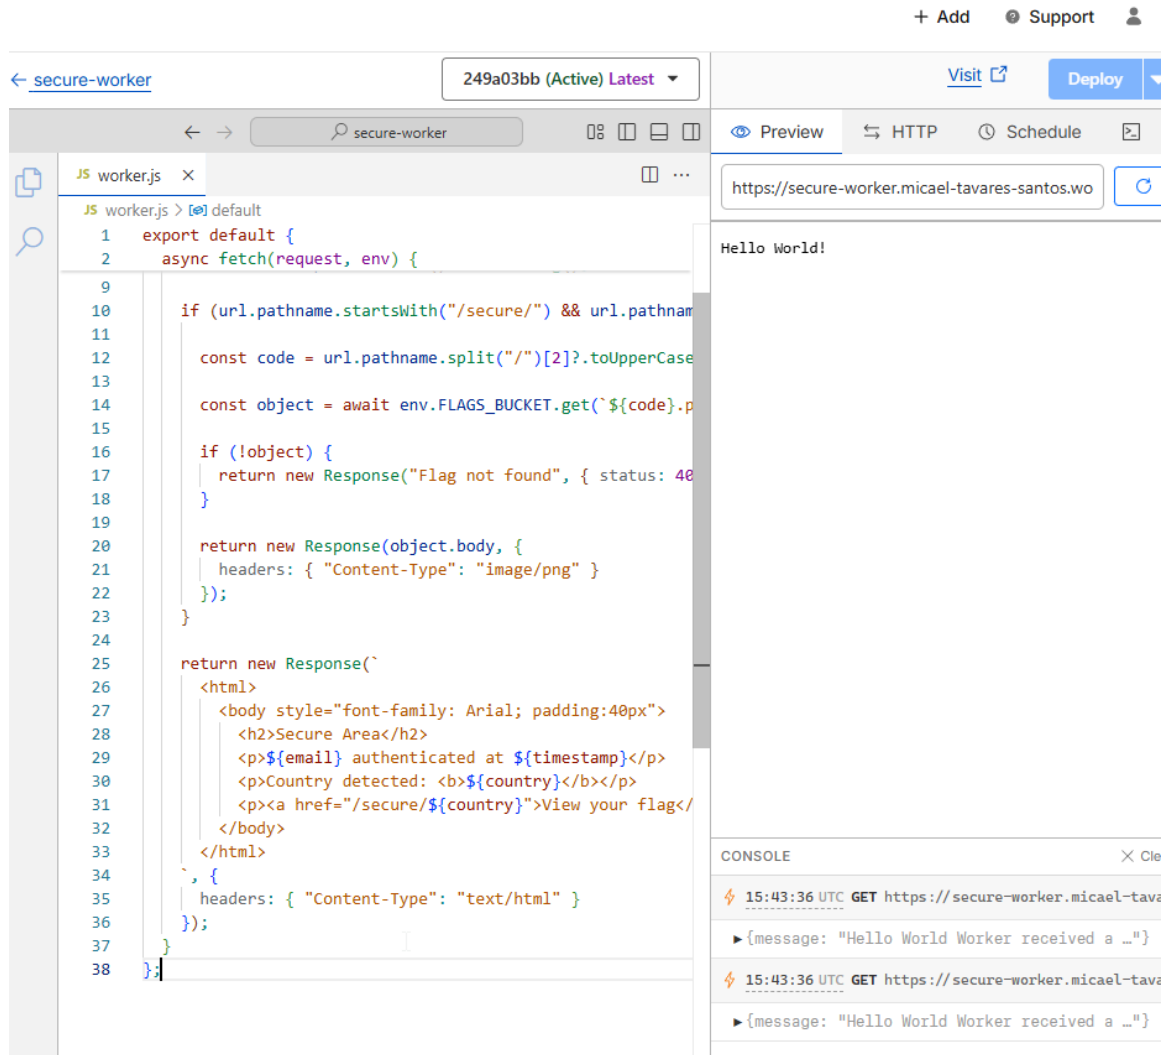 + Add Support
← secure-worker 249a03bb (Active) Latest Visit Deploy
← → secure-worker
Preview HTTP Schedule
JS worker.js ×
https://secure-worker.micael-tavares-santos.wo
JS worker.js > default
Hello World!
1 export default {
2 async fetch(request, env) {
9
10 if (url.pathname.startsWith("/secure/") && url.pathnam
11
12 const code = url.pathname.split("/")[2]?.toUpperCase
13
14 const object = await env.FLAGS_BUCKET.get(`${code}.p
15
16 if (!object) {
17 return new Response("Flag not found", { status: 40
18 }
19
20 return new Response(object.body, {
21 headers: { "Content-Type": "image/png" }
22 });
23 }
24
25 return new Response(`
26 <html>
27 <body style="font-family: Arial; padding:40px">
28 <h2>Secure Area</h2>
29 <p>${email} authenticated at ${timestamp}</p>
30 <p>Country detected: <b>${country}</b></p>
31 <p><a href="/secure/${country}">View your flag</
32 </body>
33 </html>
34 `, {
35 headers: { "Content-Type": "text/html" }
36 });
37 }
38 };
CONSOLE × Cle
15:43:36 UTC GET https://secure-worker.micael-tava
▸{message: "Hello World Worker received a …"}
15:43:36 UTC GET https://secure-worker.micael-tava
▸{message: "Hello World Worker received a …"}